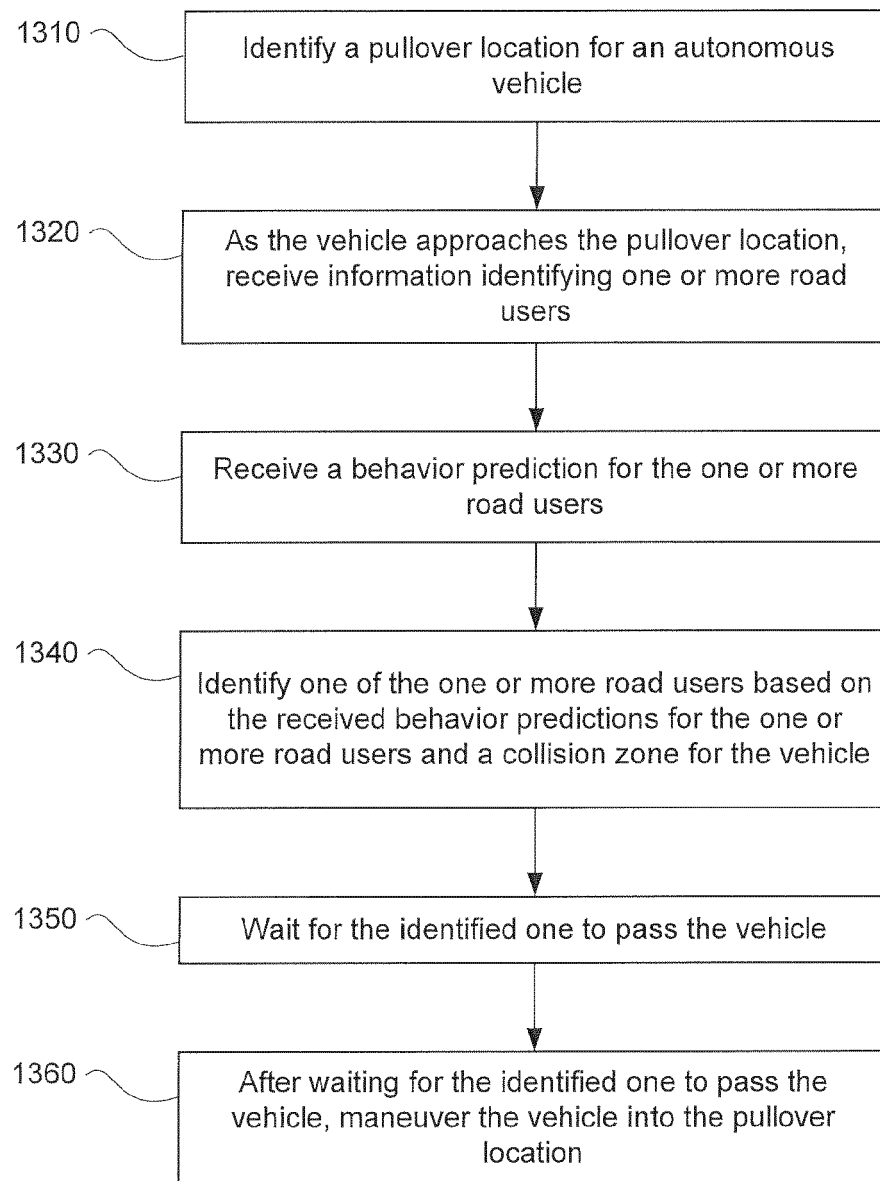 1310
Identify a pullover location for an autonomous
vehicle
1320
As the vehicle approaches the pullover location,
receive information identifying one or more road
users
1330
Receive a behavior prediction for the one or more
road users
1340
Identify one of the one or more road users based on
the received behavior predictions for the one or
more road users and a collision zone for the vehicle
1350
Wait for the identified one to pass the vehicle
1360
After waiting for the identified one to pass the
vehicle, maneuver the vehicle into the pullover
location